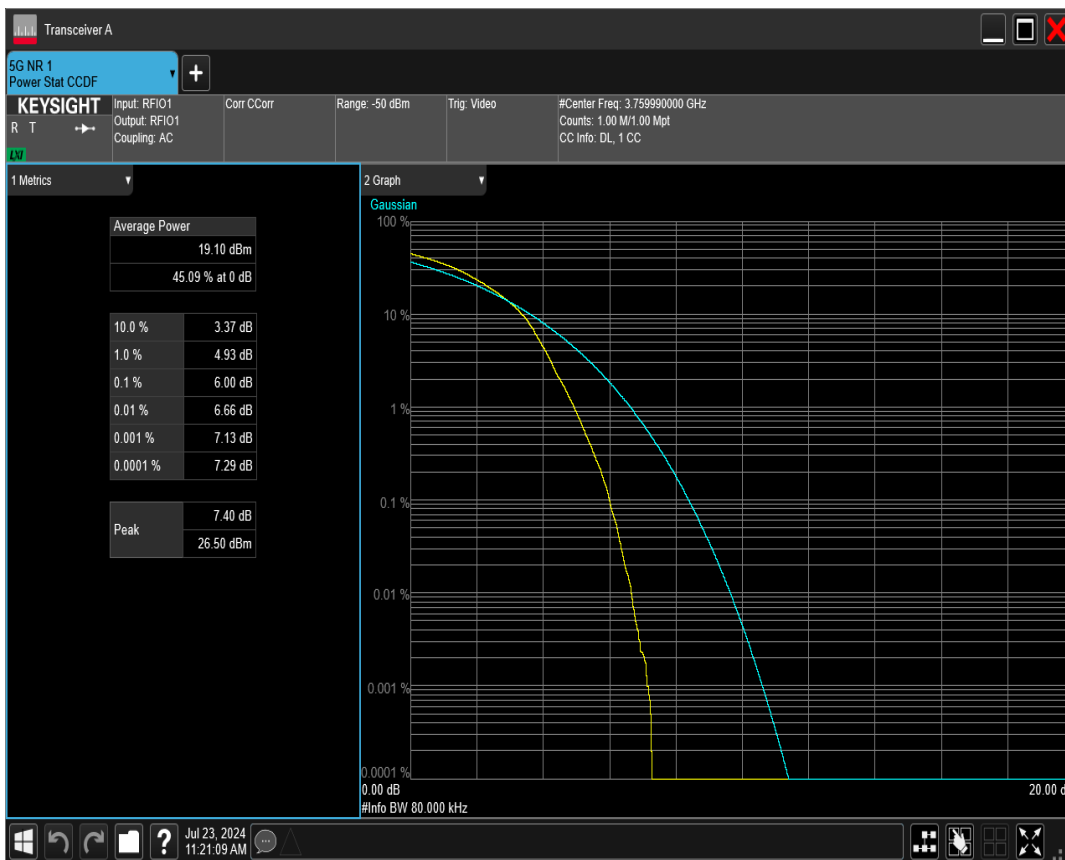 Transceiver A
5G NR 1
Power Stat CCDF
+
KEYSIGHT
R T
LXI
Input: RFIO1
Output: RFIO1
Coupling: AC
Corr CCorr
Range: -50 dBm
Trig: Video
#Center Freq: 3.759990000 GHz
Counts: 1.00 M/1.00 Mpt
CC Info: DL, 1 CC
1 Metrics
Average Power
19.10 dBm
45.09 % at 0 dB
10.0 % 3.37 dB
1.0 % 4.93 dB
0.1 % 6.00 dB
0.01 % 6.66 dB
0.001 % 7.13 dB
0.0001 % 7.29 dB
Peak
7.40 dB
26.50 dBm
2 Graph
Gaussian
100 %
10 %
1 %
0.1 %
0.01 %
0.001 %
0.0001 %
0.00 dB
20.00 d
#Info BW 80.000 kHz
?
Jul 23, 2024
11:21:09 AM